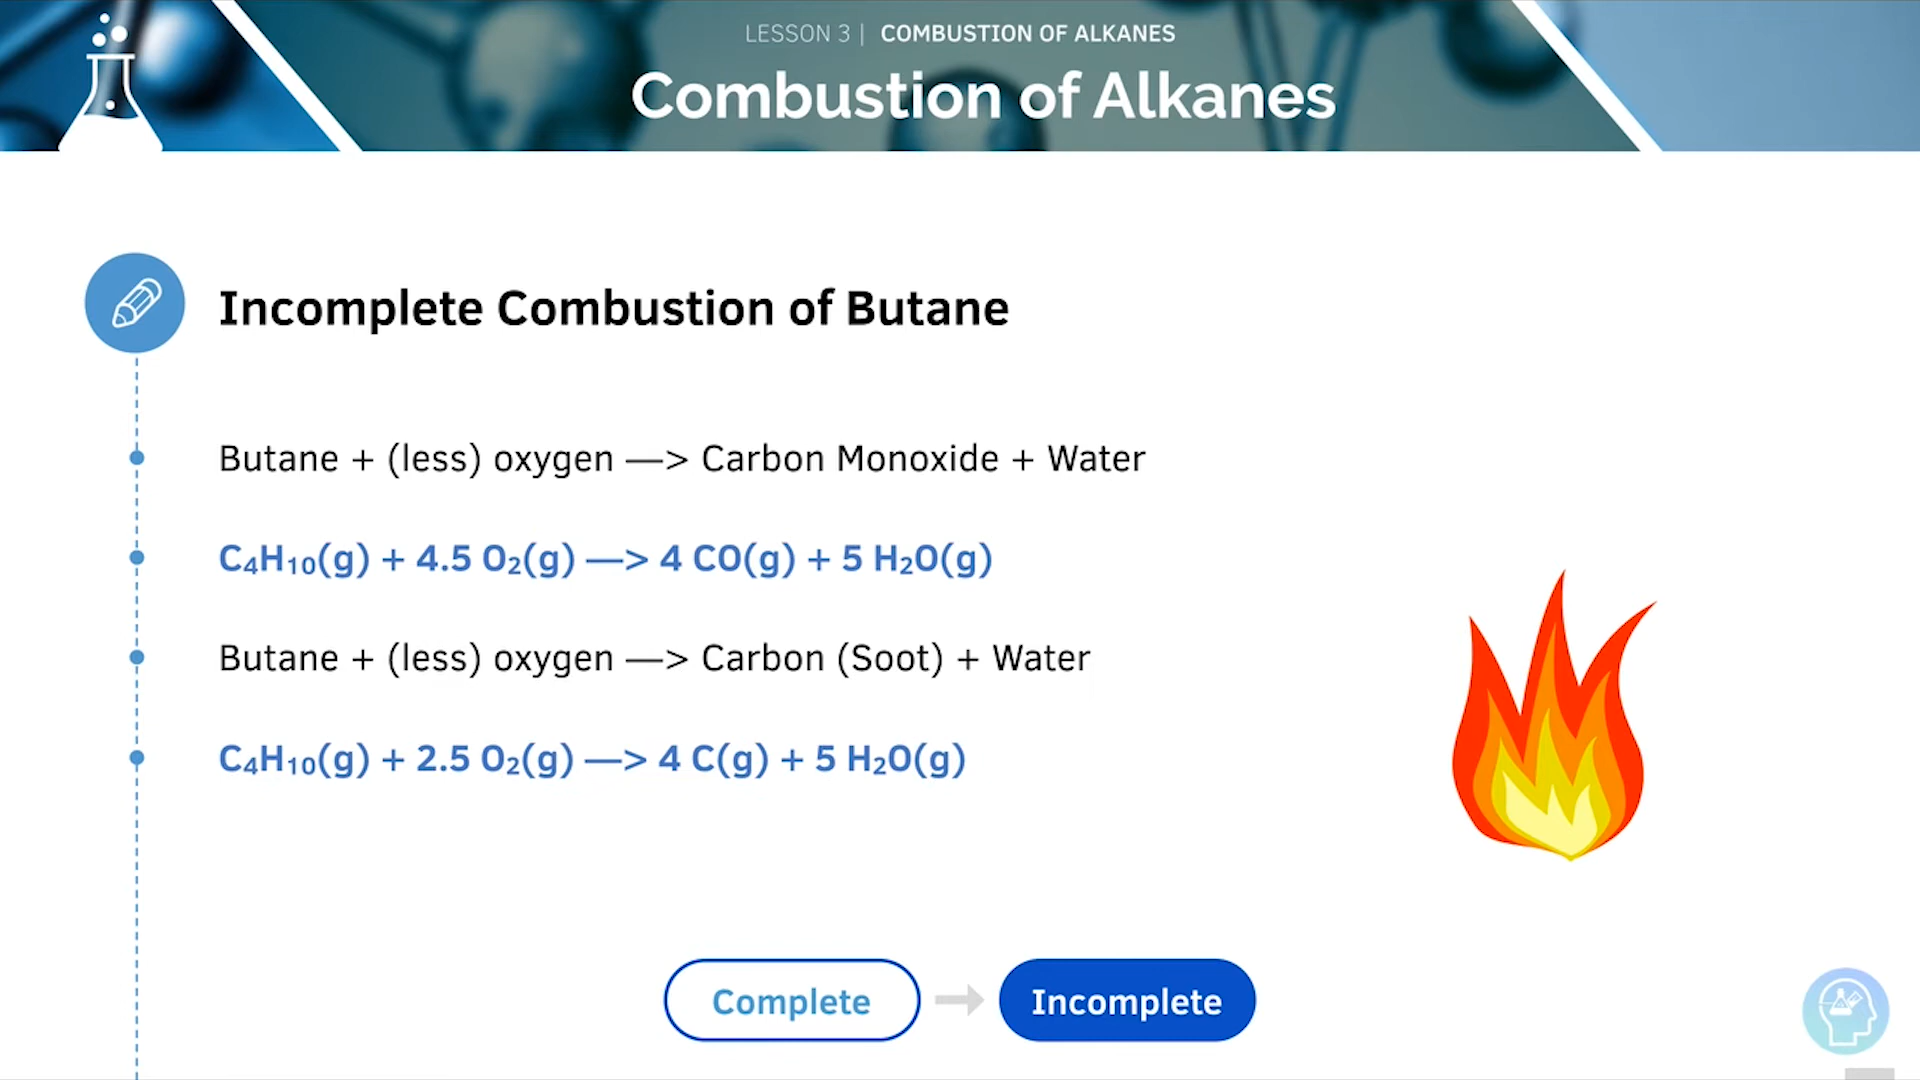 LESSON 3 | COMBUSTION OF ALKANES
Combustion of Alkanes
Incomplete Combustion of Butane
Butane + (less) oxygen —> Carbon Monoxide + Water
C₄H₁₀(g) + 4.5 O₂(g) —> 4 CO(g) + 5 H₂O(g)
Butane + (less) oxygen —> Carbon (Soot) + Water
C₄H₁₀(g) + 2.5 O₂(g) —> 4 C(g) + 5 H₂O(g)
Complete
Incomplete